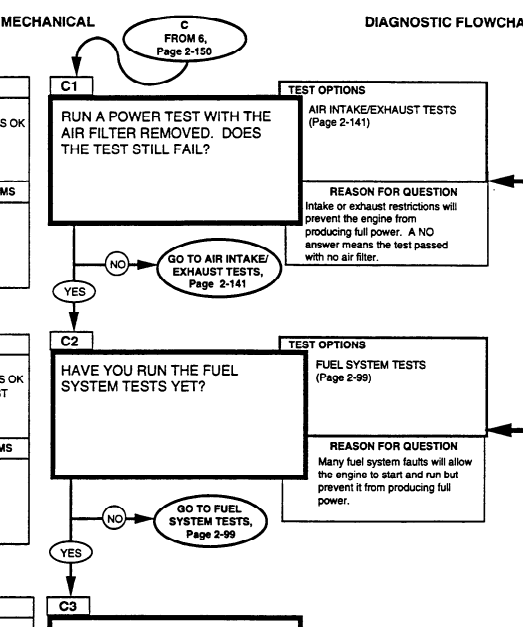 MECHANICAL
DIAGNOSTIC FLOWCHA
C
FROM 6,
Page 2-150
C1
RUN A POWER TEST WITH THE
AIR FILTER REMOVED. DOES
THE TEST STILL FAIL?
TEST OPTIONS
AIR INTAKE/EXHAUST TESTS
(Page 2-141)
REASON FOR QUESTION
Intake or exhaust restrictions will
prevent the engine from
producing full power. A NO
answer means the test passed
with no air filter.
S OK
MS
NO
GO TO AIR INTAKE/
EXHAUST TESTS,
Page 2-141
YES
C2
HAVE YOU RUN THE FUEL
SYSTEM TESTS YET?
TEST OPTIONS
FUEL SYSTEM TESTS
(Page 2-99)
REASON FOR QUESTION
Many fuel system faults will allow
the engine to start and run but
prevent it from producing full
power.
S OK
ST
MS
NO
GO TO FUEL
SYSTEM TESTS,
Page 2-99
YES
C3